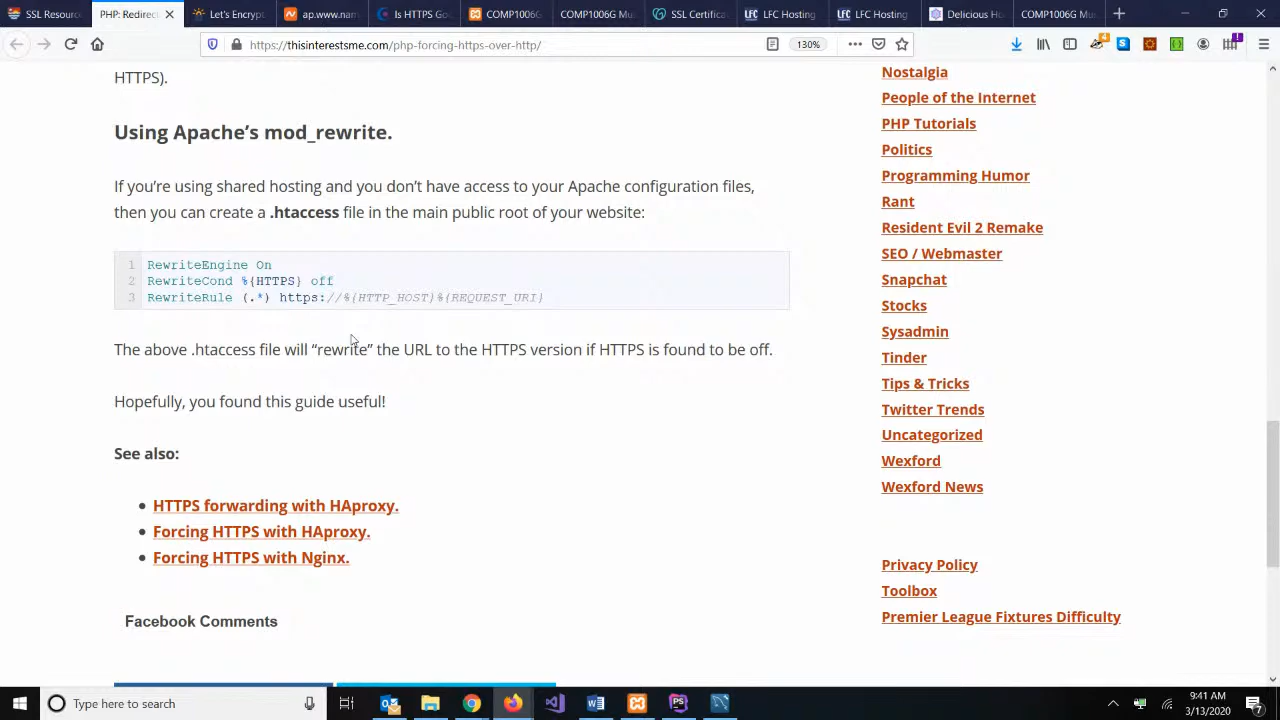 SSL Resourc
PHP: Redirec
Let's Encrypt
ap.www.nam
Is HTTPS Go
COMP1006G
COMP1006G Mu
SSL Certifica
LFC Hosting
LFC Hosting
Delicious Ho
COMP1006G Mus
https://thisinterestsme.com/php-forcing-https-over-http/
130%
4
1
HTTPS).
Using Apache's mod_rewrite.
If you're using shared hosting and you don't have access to your Apache configuration files,
then you can create a .htaccess file in the main public root of your website:
1 RewriteEngine On
2 RewriteCond %{HTTPS} off
3 RewriteRule (.*) https://%{HTTP_HOST}%{REQUEST_URI}
The above .htaccess file will “rewrite” the URL to the HTTPS version if HTTPS is found to be off.
Hopefully, you found this guide useful!
See also:
HTTPS forwarding with HAproxy.
Forcing HTTPS with HAproxy.
Forcing HTTPS with Nginx.
Facebook Comments
Nostalgia
People of the Internet
PHP Tutorials
Politics
Programming Humor
Rant
Resident Evil 2 Remake
SEO / Webmaster
Snapchat
Stocks
Sysadmin
Tinder
Tips & Tricks
Twitter Trends
Uncategorized
Wexford
Wexford News
Privacy Policy
Toolbox
Premier League Fixtures Difficulty
Type here to search
9:41 AM
3/13/2020
7